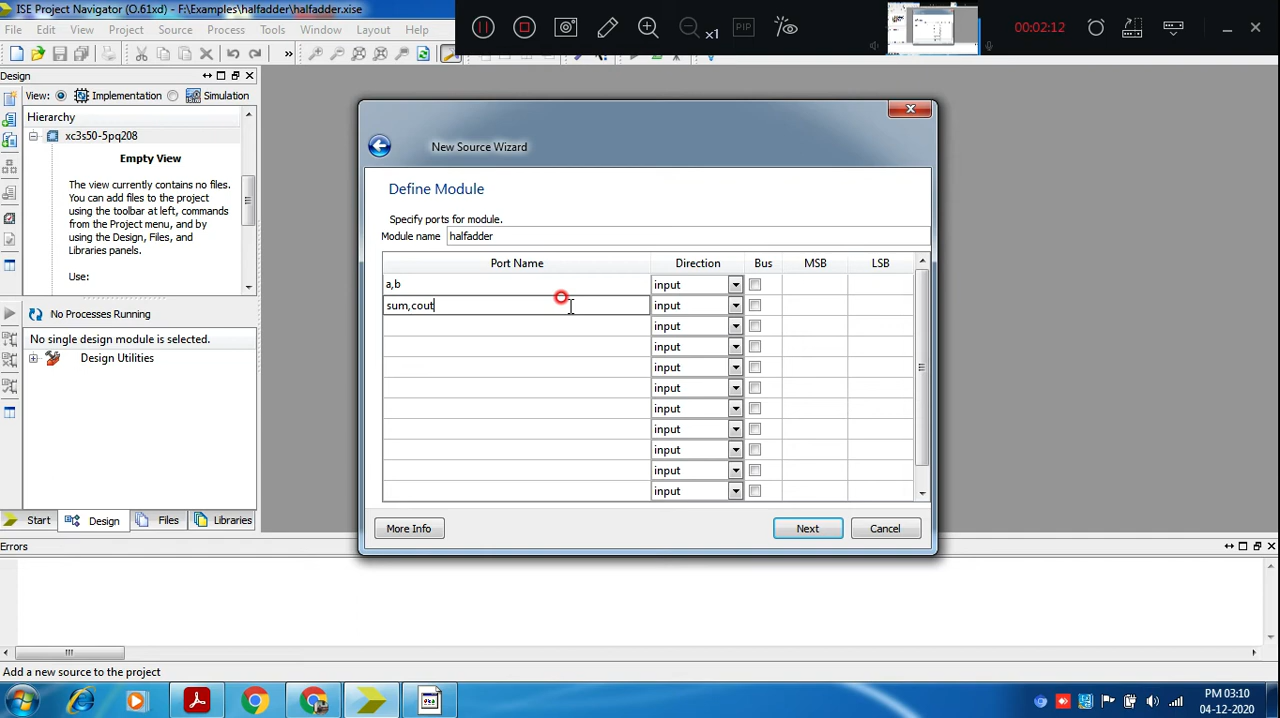 ISE Project Navigator (O.61xd) - F:\Examples\halfadder\halfadder.xise
File Edit View Project Source Process Tools Window Layout Help
x1
PIP
00:02:12
Design
View: Implementation Simulation
Hierarchy
xc3s50-5pq208
Empty View
The view currently contains no files.
You can add files to the project
using the toolbar at left, commands
from the Project menu, and by
using the Design, Files, and
Libraries panels.
Use:
No Processes Running
No single design module is selected.
Design Utilities
Start Design Files Libraries
New Source Wizard
Define Module
Specify ports for module.
Module name halfadder
Port Name Direction Bus MSB LSB
a,b input
sum,cout input
input
input
input
input
input
input
input
input
input
More Info Next Cancel
Errors
Add a new source to the project
PM 03:10
04-12-2020